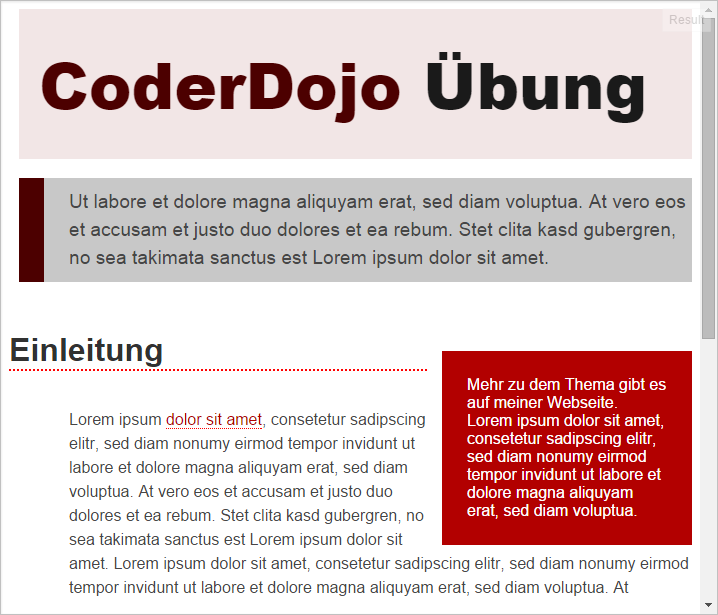 Result
CoderDojo Übung
Ut labore et dolore magna aliquyam erat, sed diam voluptua. At vero eos
et accusam et justo duo dolores et ea rebum. Stet clita kasd gubergren,
no sea takimata sanctus est Lorem ipsum dolor sit amet.
Einleitung
Mehr zu dem Thema gibt es
auf meiner Webseite.
Lorem ipsum dolor sit amet,
consetetur sadipscing elitr,
sed diam nonumy eirmod
tempor invidunt ut labore et
dolore magna aliquyam
erat, sed diam voluptua.
Lorem ipsum dolor sit amet, consetetur sadipscing
elitr, sed diam nonumy eirmod tempor invidunt ut
labore et dolore magna aliquyam erat, sed diam
voluptua. At vero eos et accusam et justo duo
dolores et ea rebum. Stet clita kasd gubergren, no
sea takimata sanctus est Lorem ipsum dolor sit
amet. Lorem ipsum dolor sit amet, consetetur sadipscing elitr, sed diam nonumy eirmod
tempor invidunt ut labore et dolore magna aliquyam erat, sed diam voluptua. At